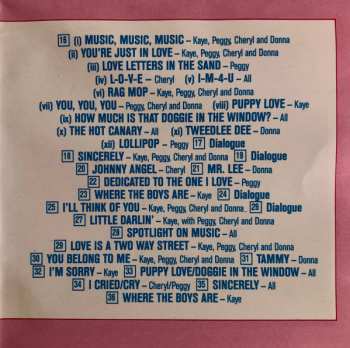 16 (i) MUSIC, MUSIC, MUSIC – Kaye, Peggy, Cheryl & Donna
(ii) YOU'RE JUST IN LOVE – Kaye, Peggy, Cheryl and Donna
(iii) LOVE LETTERS IN THE SAND – Peggy
(iv) L-O-V-E – Cheryl (v) I-M-4-U – All
(vi) RAG MOP – Kaye, Peggy, Cheryl and Donna
(vii) YOU, YOU, YOU – Peggy, Cheryl and Donna (viii) PUPPY LOVE – Kaye
(ix) HOW MUCH IS THAT DOGGIE IN THE WINDOW? – All
(x) THE HOT CANARY – All (xi) TWEEDLEE DEE – Donna
(xii) LOLLIPOP – Peggy 17 Dialogue
18 SINCERELY – Kaye, Peggy, Cheryl and Donna 19 Dialogue
20 JOHNNY ANGEL – Cheryl 21 MR. LEE – Donna
22 DEDICATED TO THE ONE I LOVE – Peggy
23 WHERE THE BOYS ARE – Kaye 24 Dialogue
25 I'LL THINK OF YOU – Kaye, Peggy, Cheryl and Donna 26 Dialogue
27 LITTLE DARLIN' – Kaye, with Peggy, Cheryl and Donna
28 SPOTLIGHT ON MUSIC – All
29 LOVE IS A TWO WAY STREET – Kaye, Peggy, Cheryl and Donna
30 YOU BELONG TO ME – Kaye, Peggy, Cheryl and Donna 31 TAMMY – Donna
32 I'M SORRY – Kaye 33 PUPPY LOVE/DOGGIE IN THE WINDOW – All
34 I CRIED/CRY – Cheryl/Peggy 35 SINCERELY – All
36 WHERE THE BOYS ARE – Kaye